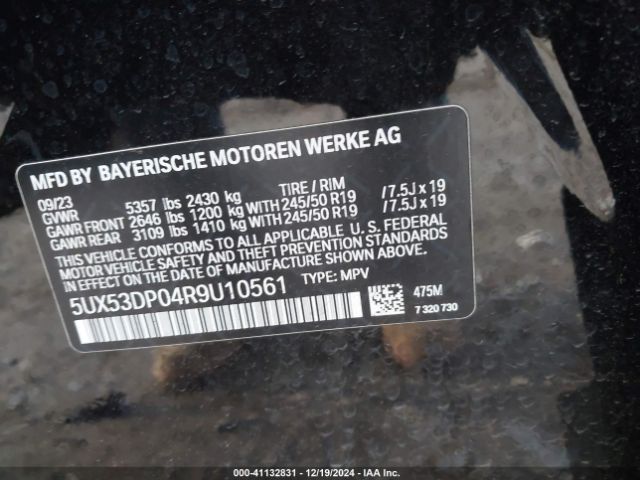 MFD BY BAYERISCHE MOTOREN WERKE AG
09/23 TIRE / RIM
GVWR 5357 lbs 2430 kg
GAWR FRONT 2646 lbs 1200 kg WITH 245/50 R19 /7.5J x 19
GAWR REAR 3109 lbs 1410 kg WITH 245/50 R19 /7.5J x 19
THIS VEHICLE CONFORMS TO ALL APPLICABLE U. S. FEDERAL
MOTOR VEHICLE SAFETY AND THEFT PREVENTION STANDARDS
IN EFFECT ON THE DATE OF MANUFACTURE SHOWN ABOVE.
5UX53DP04R9U10561 TYPE: MPV
475M
7 320 730
000-41132831 - 12/19/2024 - IAA Inc.